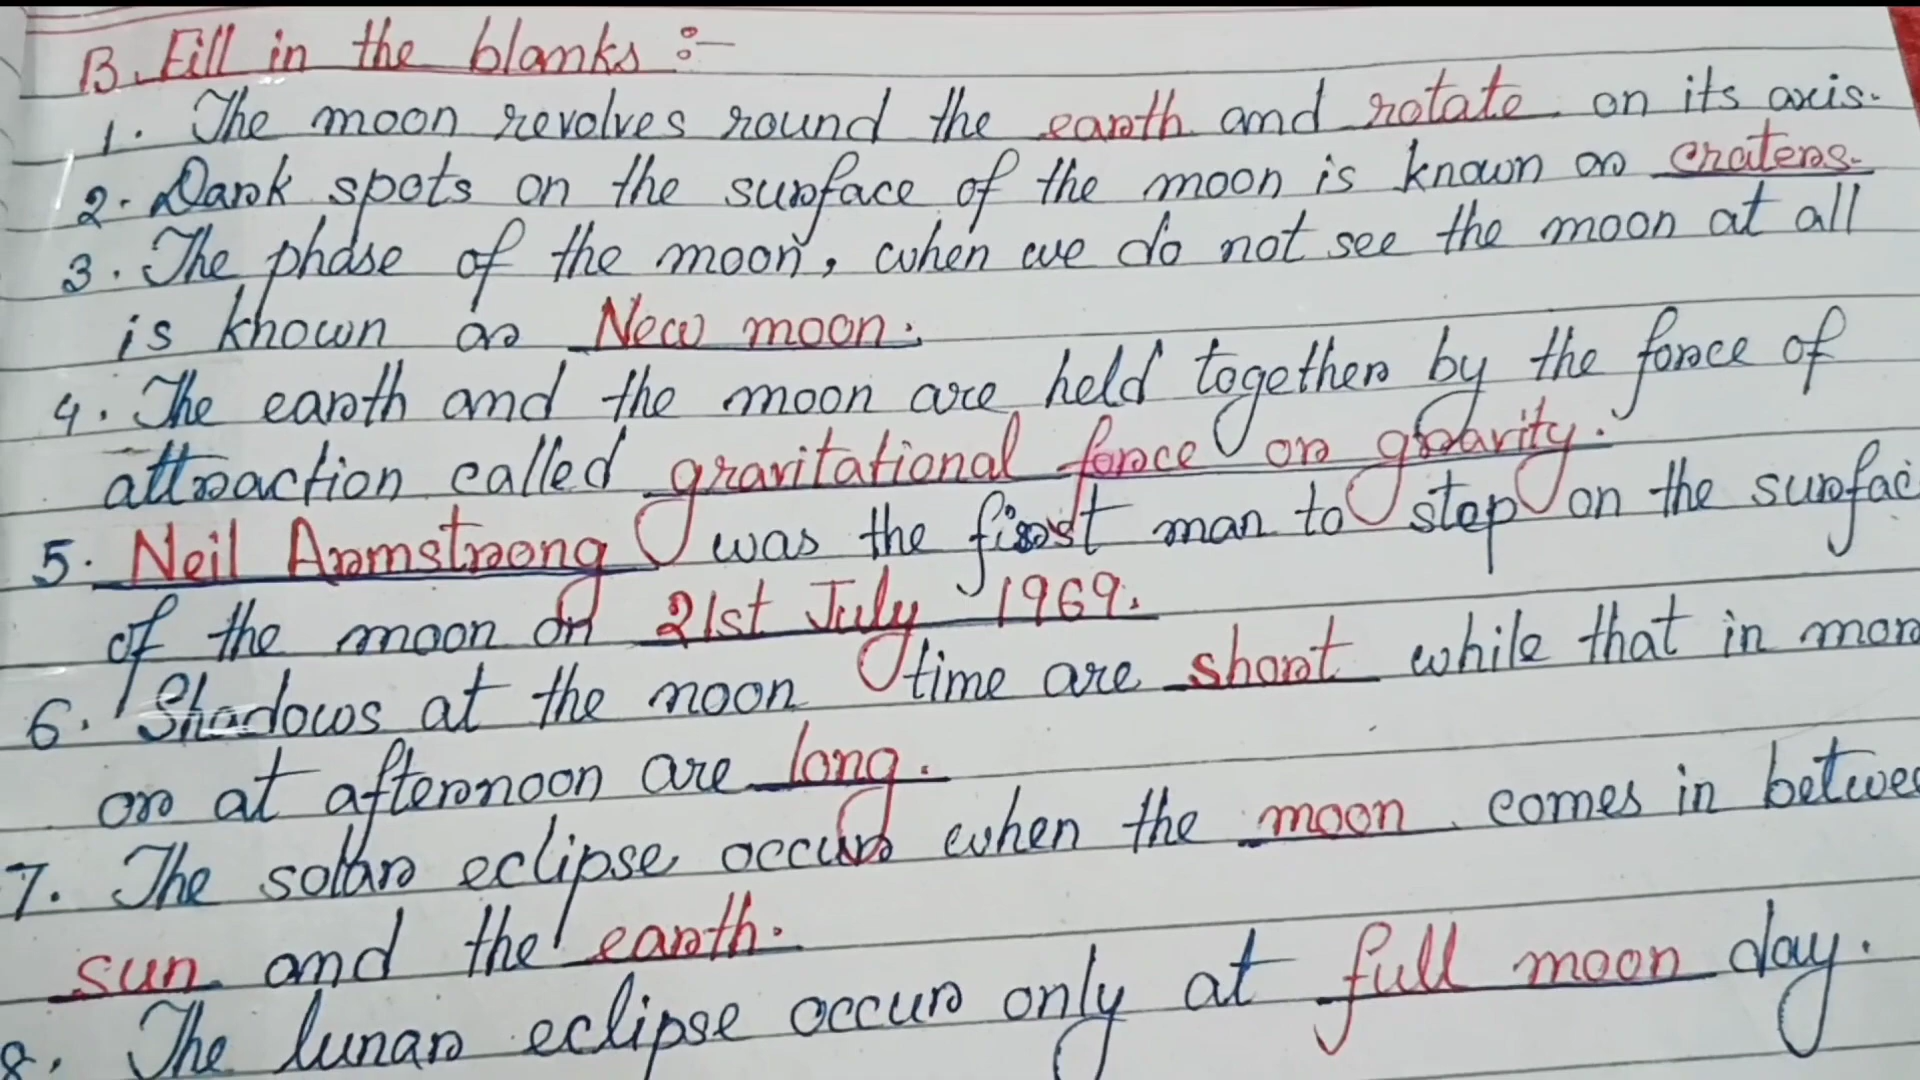 B. Fill in the blanks :-
1. The moon revolves round the earth and rotate on its axis.
2. Dark spots on the surface of the moon is known as craters.
3. The phase of the moon, when we do not see the moon at all
is known as New moon.
4. The earth and the moon are held together by the force of
attraction called gravitational force or gravity.
5. Neil Armstrong was the first man to step on the surfac
of the moon on 21st July 1969.
6. Shadows at the noon time are short while that in mor
or at afternoon are long.
7. The solar eclipse occurs when the moon comes in betwee
sun and the earth.
8. The lunar eclipse occur only at full moon day.